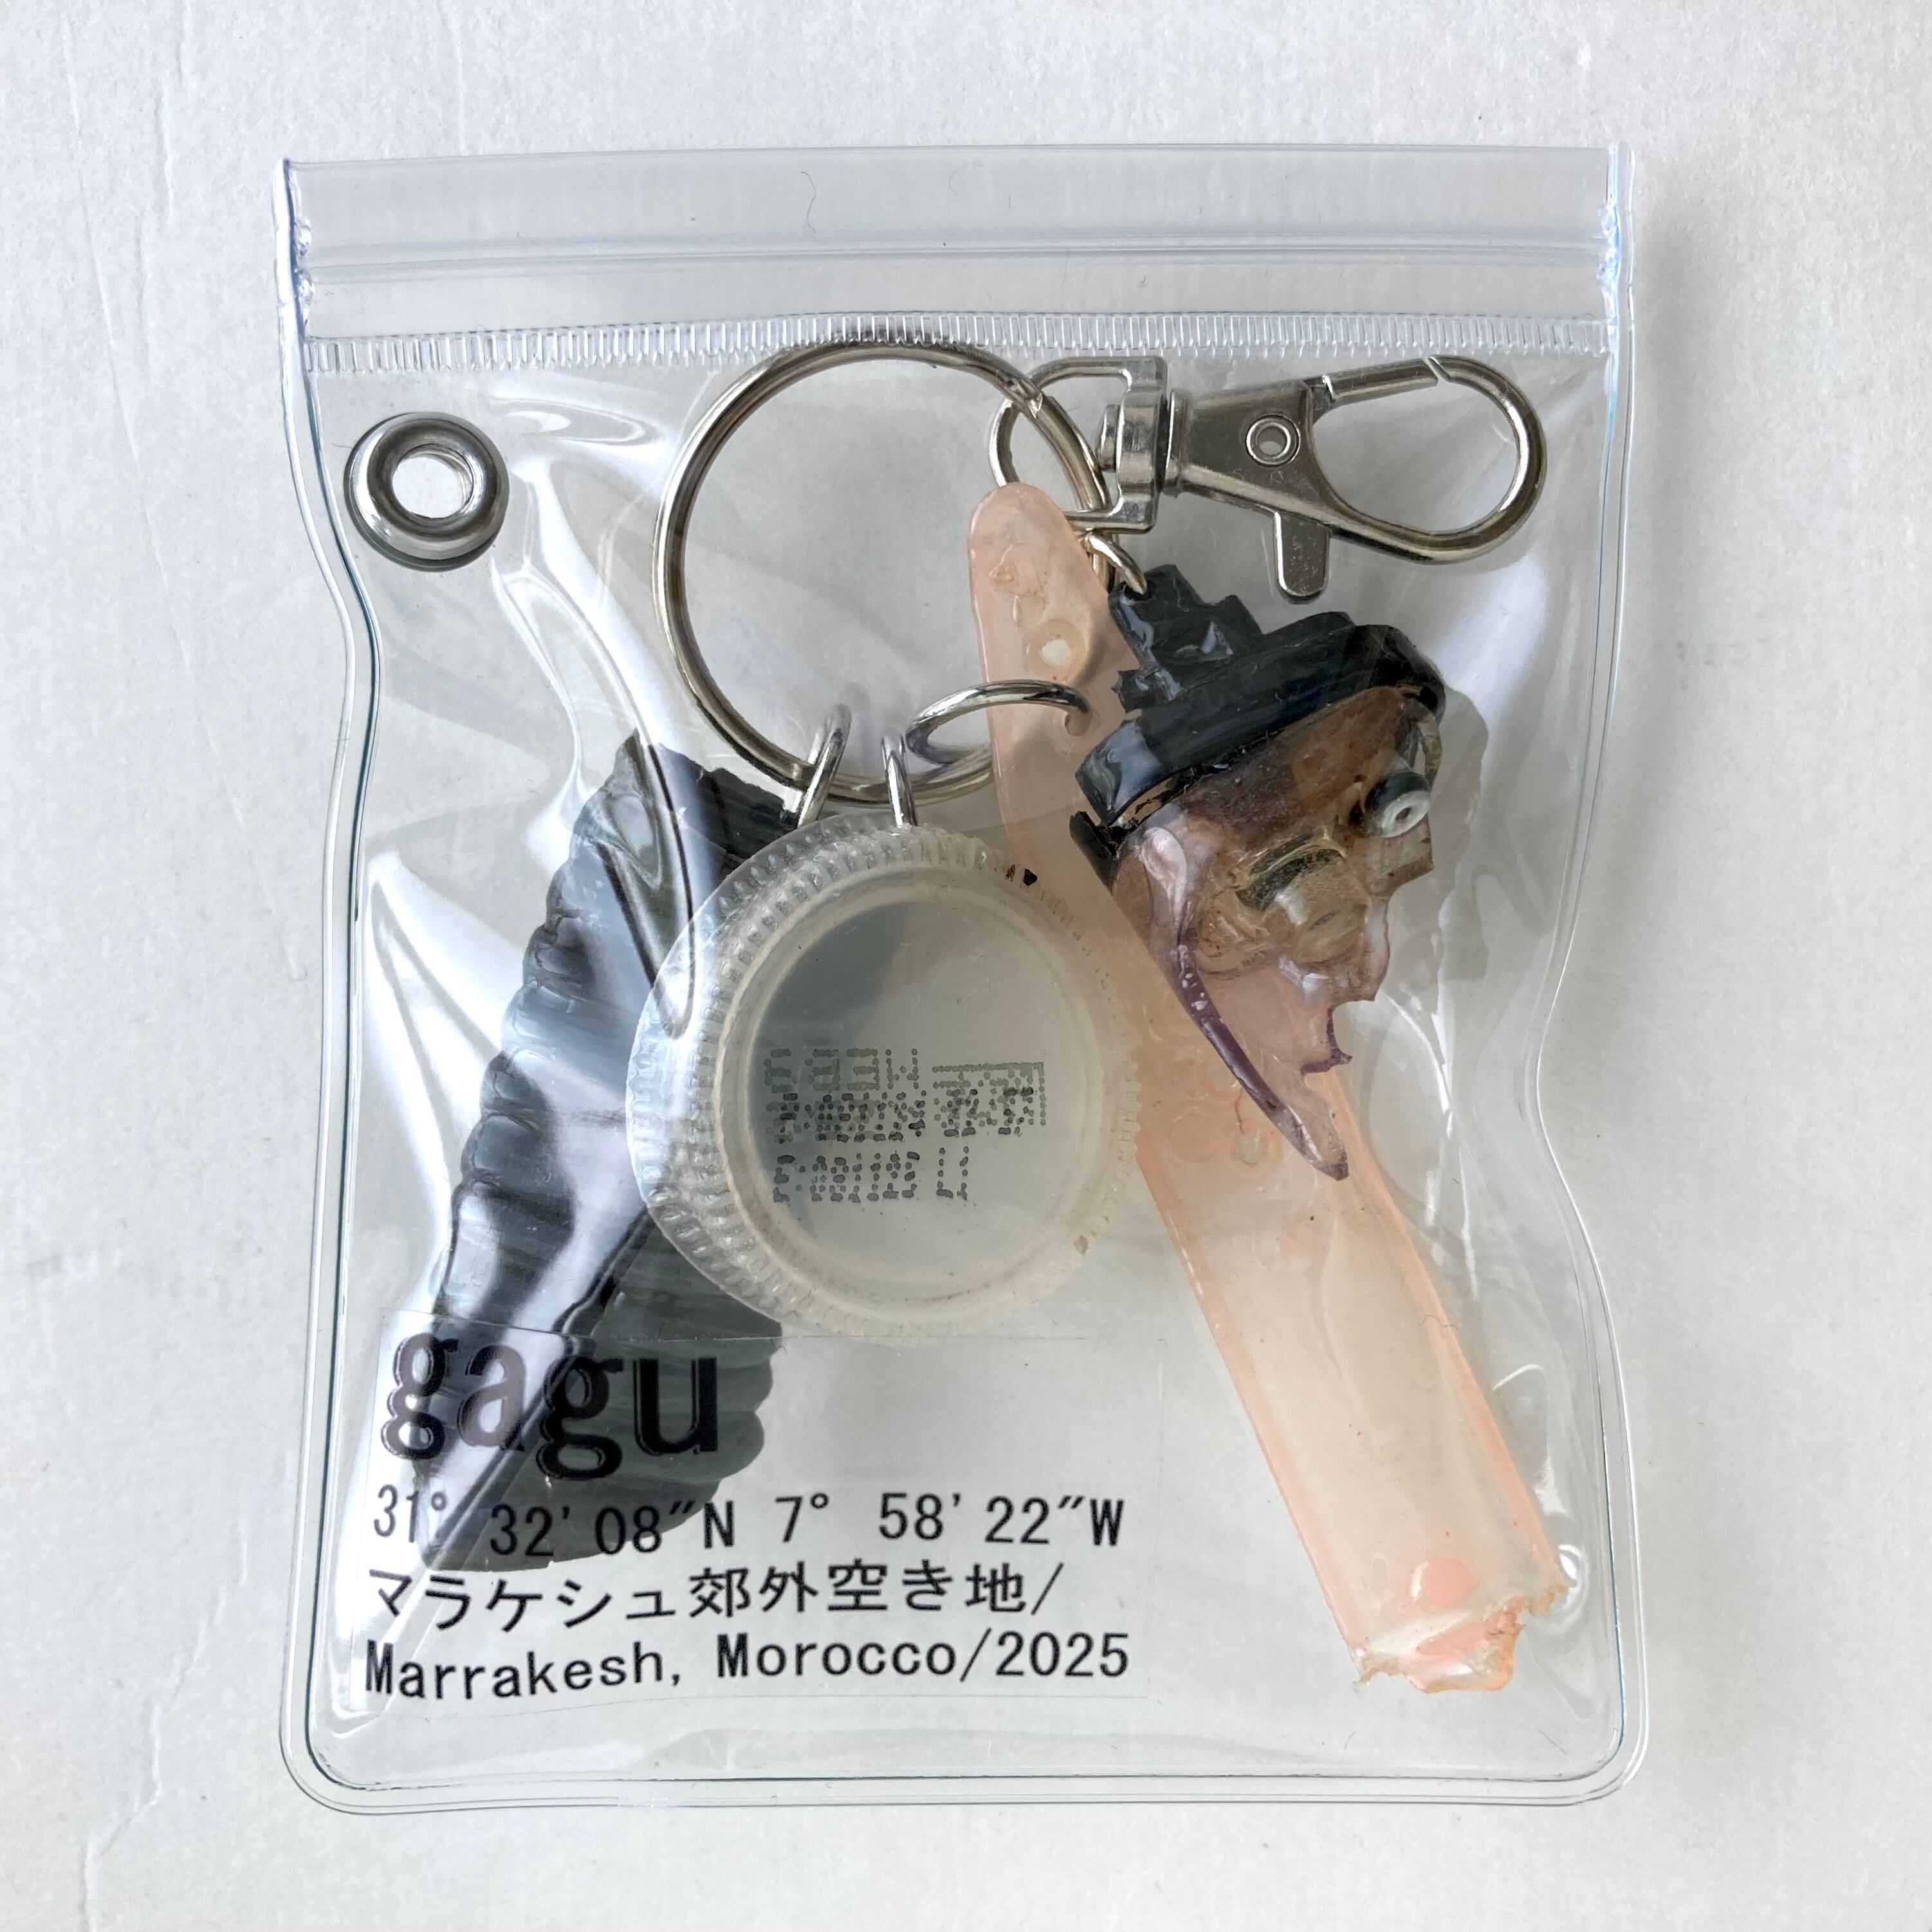 gagu
31° 32' 08"N 7° 58' 22"W
マラケシュ郊外空き地/
Marrakesh, Morocco/2025